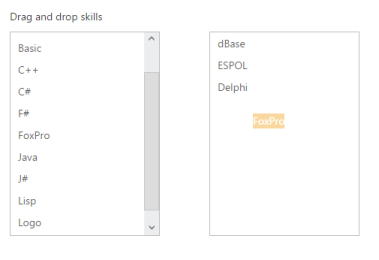 Drag and drop skills
Basic
C++
C#
F#
FoxPro
Java
J#
Lisp
Logo
dBase
ESPOL
Delphi
FoxPro